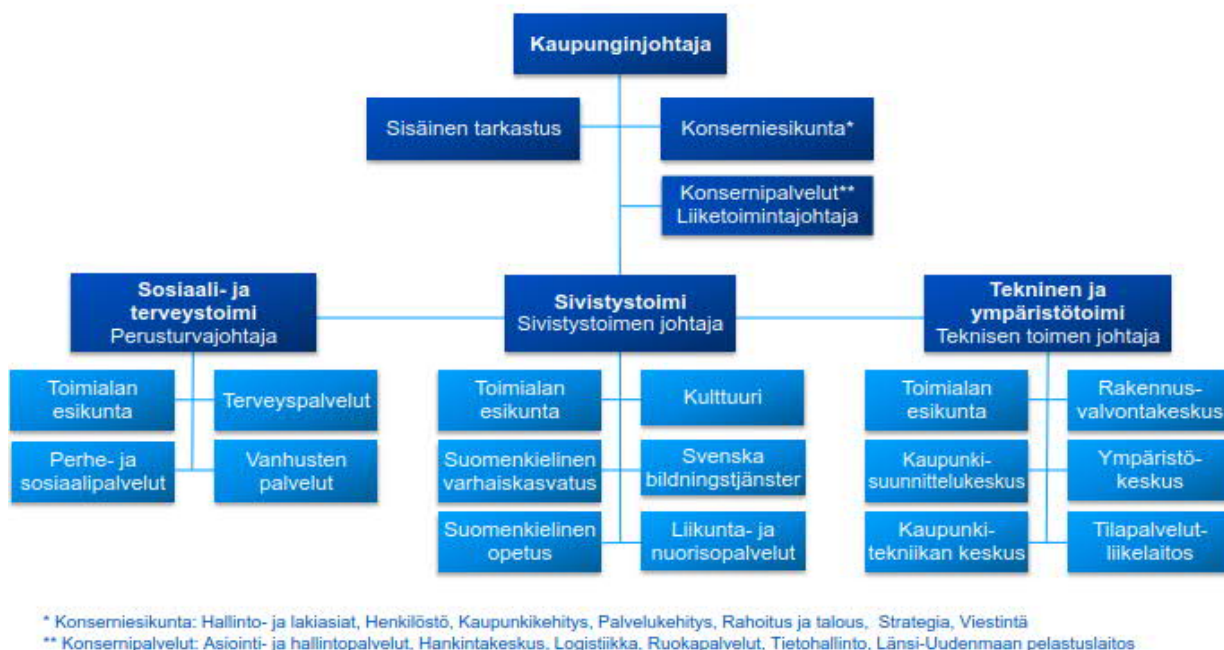 Kaupunginjohtaja
Sisäinen tarkastus
Konserniesikunta*
Konsernipalvelut**
Liiketoimintajohtaja
Sosiaali- ja
terveystoimi
Perusturvajohtaja
Toimialan
esikunta
Terveyspalvelut
Perhe- ja
sosiaalipalvelut
Vanhusten
palvelut
Sivistystoimi
Sivistystoimen johtaja
Toimialan
esikunta
Kulttuuri
Suomenkielinen
varhaiskasvatus
Svenska
bildningstjänster
Suomenkielinen
opetus
Liikunta- ja
nuorisopalvelut
Tekninen ja
ympäristötoimi
Teknisen toimen johtaja
Toimialan
esikunta
Rakennus-
valvontakeskus
Kaupunki-
suunnittelukeskus
Ympäristö-
keskus
Kaupunki-
tekniikan keskus
Tilapalvelut-
liikelaitos
* Konserniesikunta: Hallinto- ja lakiasiat, Henkilöstö, Kaupunkikehitys, Palvelukehitys, Rahoitus ja talous, Strategia, Viestintä
** Konsernipalvelut: Asiointi- ja hallintopalvelut, Hankintakeskus, Logistiikka, Ruokapalvelut, Tietohallinto, Länsi-Uudenmaan pelastuslaitos